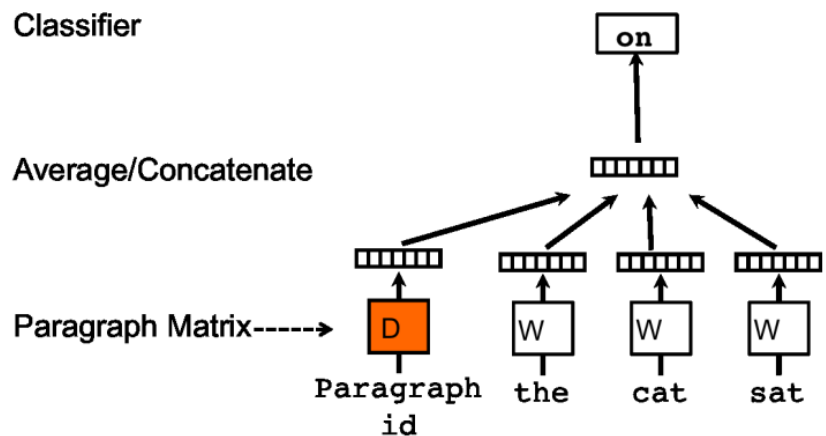 Classifier
on
Average/Concatenate
Paragraph Matrix
D
W
W
W
Paragraph
id
the
cat
sat